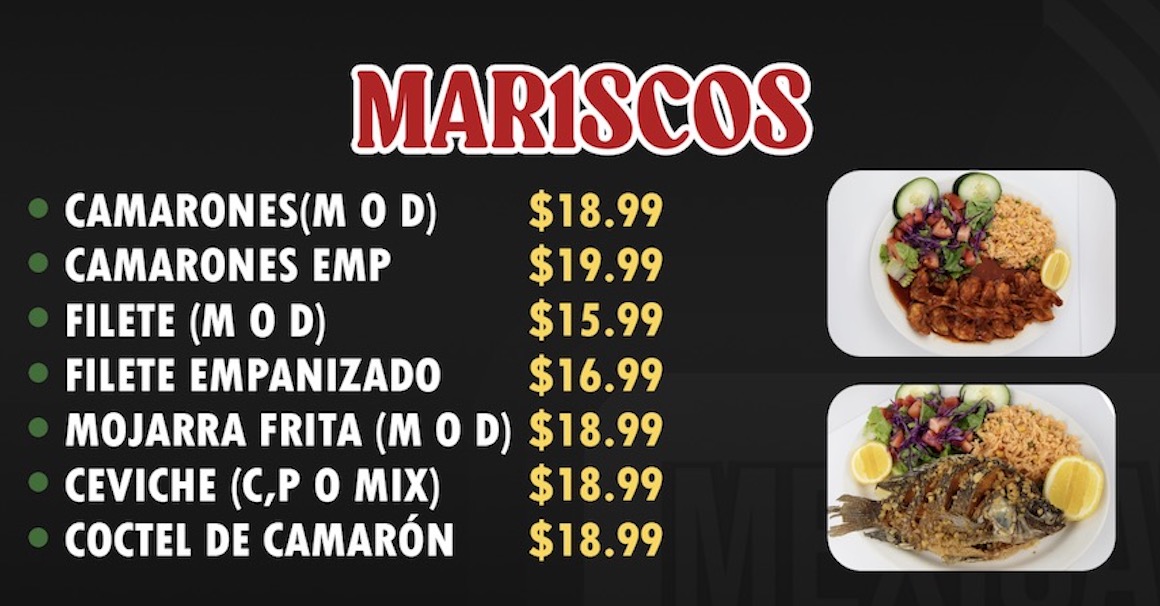 MAR1SCOS
CAMARONES(M O D) $18.99
CAMARONES EMP $19.99
FILETE (M O D) $15.99
FILETE EMPANIZADO $16.99
MOJARRA FRITA (M O D) $18.99
CEVICHE (C,P O MIX) $18.99
COCTEL DE CAMARÓN $18.99